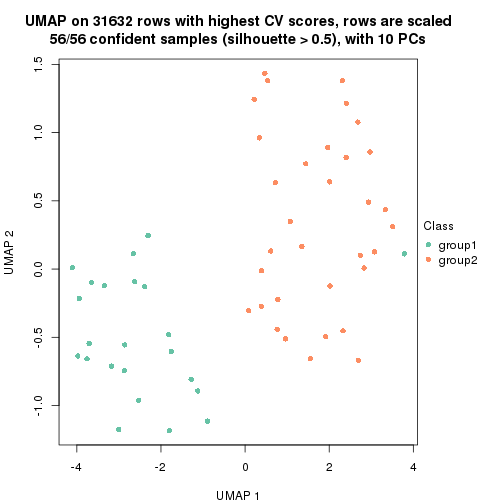 UMAP on 31632 rows with highest CV scores, rows are scaled
56/56 confident samples (silhouette > 0.5), with 10 PCs
1.5
1.0
0.5
0.0
-0.5
-1.0
UMAP 2
-4
-2
0
2
4
UMAP 1
Class
group1
group2